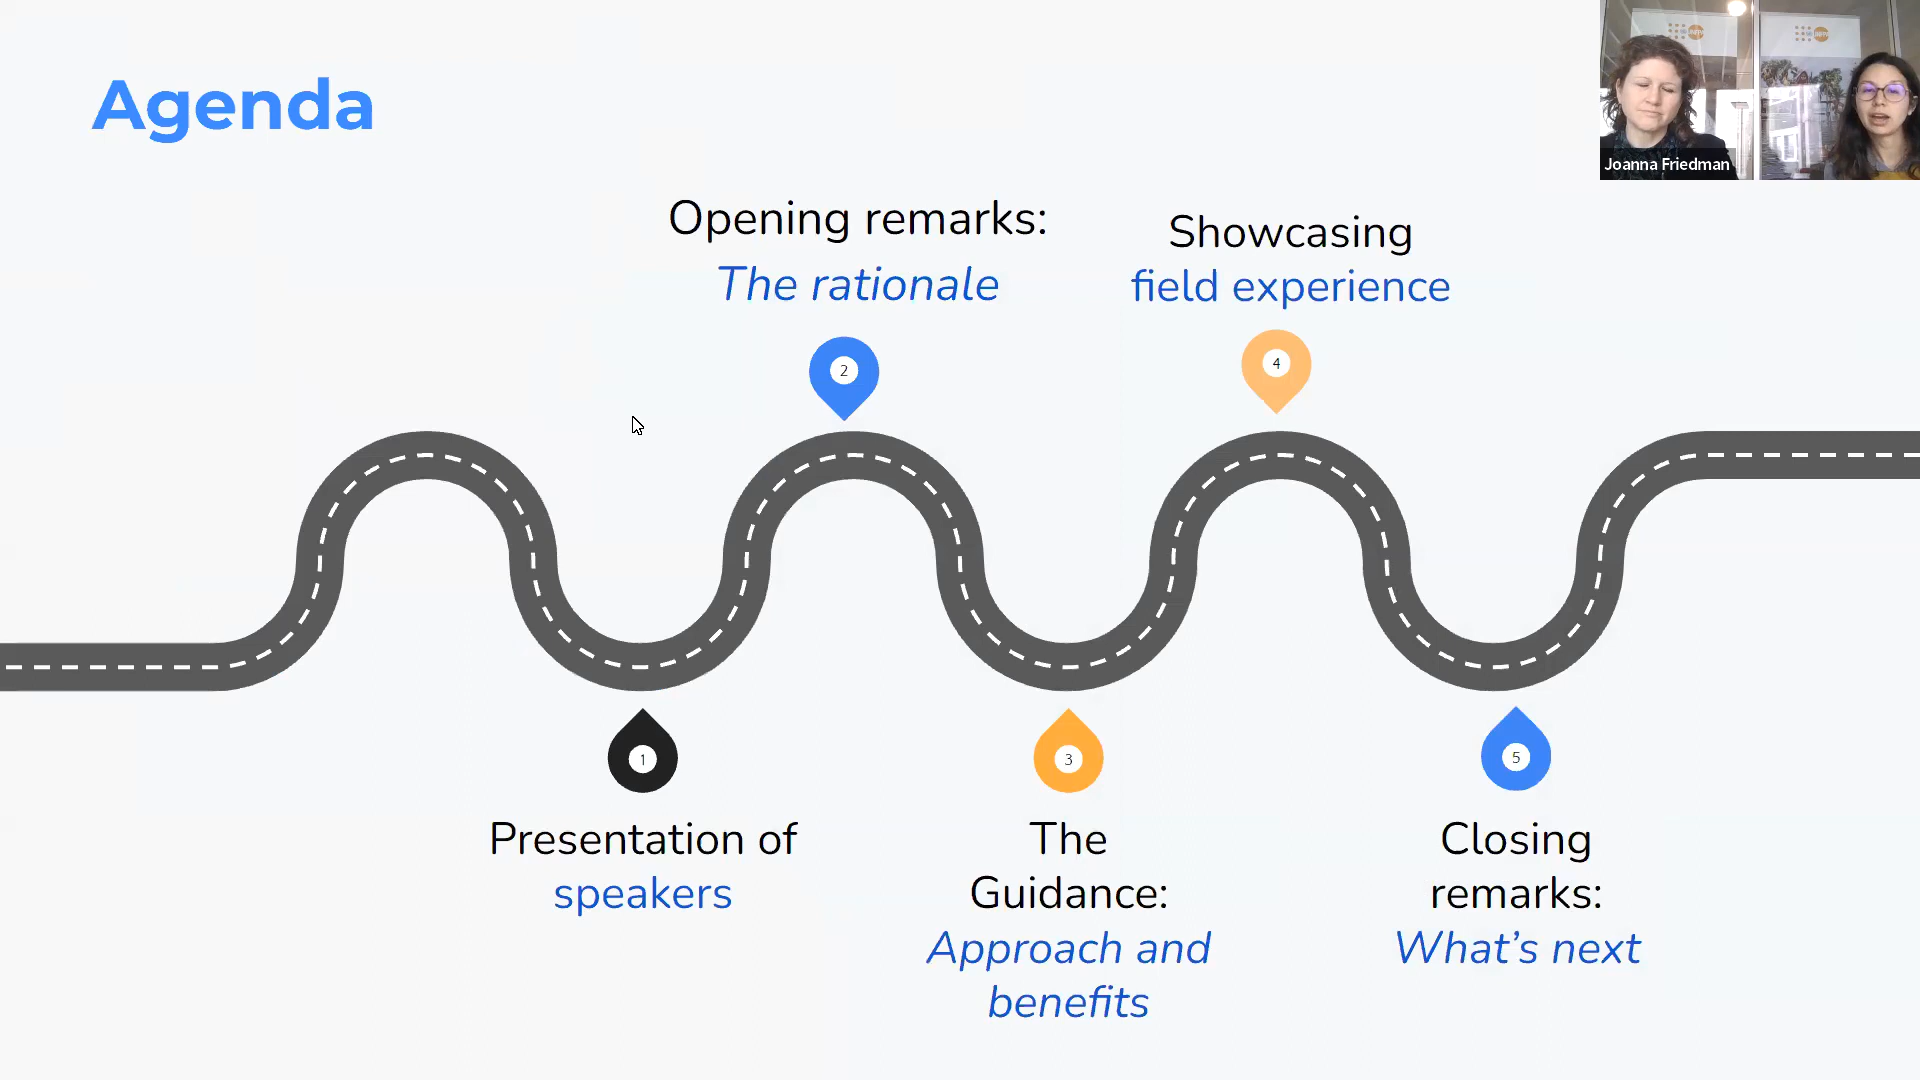 Agenda
Joanna Friedman
Opening remarks:
The rationale
Showcasing
field experience
2
4
1
3
5
Presentation of
speakers
The
Guidance:
Approach and
benefits
Closing
remarks:
What’s next